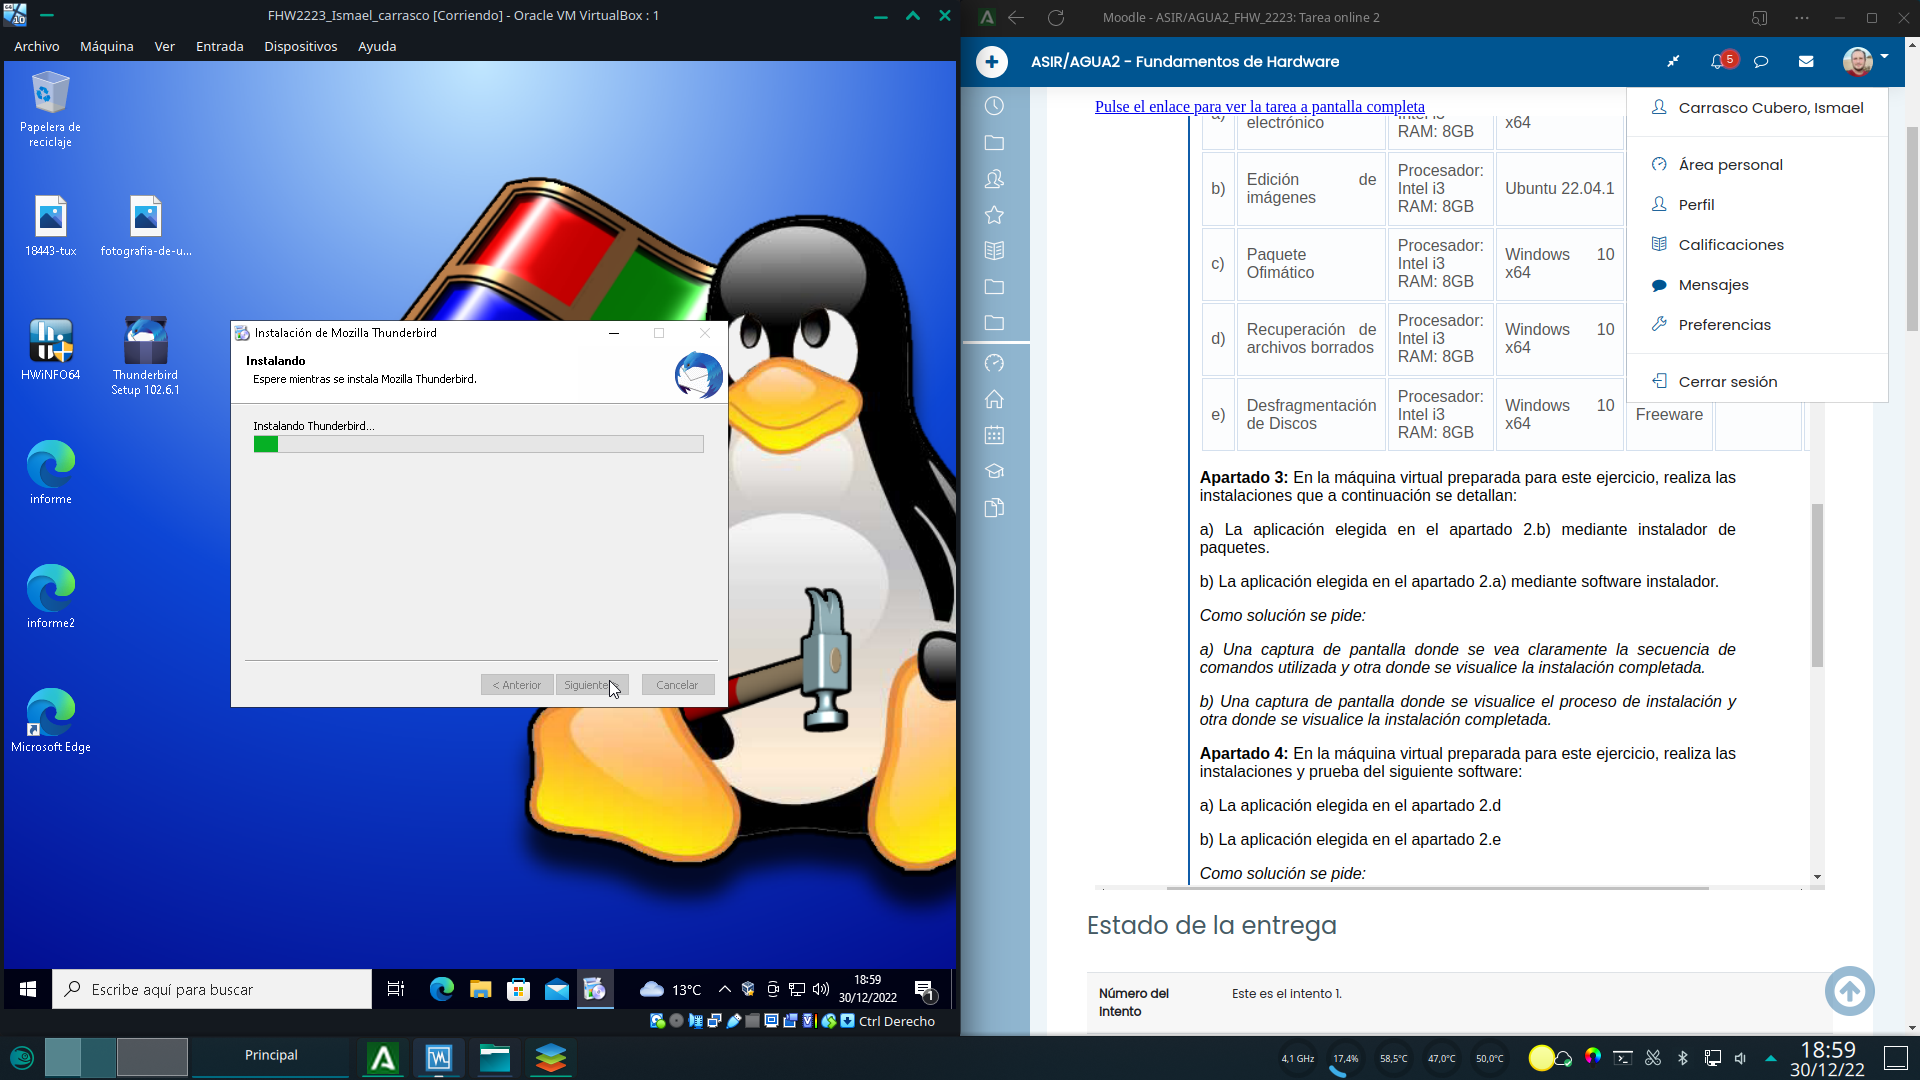 FHW2223_Ismael_carrasco [Corriendo] - Oracle VM VirtualBox : 1
Archivo Máquina Ver Entrada Dispositivos Ayuda
Papelera de
reciclaje
18443-tux
fotografia-de-u...
HWiNFO64
Thunderbird
Setup 102.6.1
informe
informe2
Microsoft Edge
Instalación de Mozilla Thunderbird
Instalando
Espere mientras se instala Mozilla Thunderbird.
Instalando Thunderbird...
< Anterior
Siguiente
Cancelar
Escribe aquí para buscar
13°C
18:59
30/12/2022
1
Ctrl Derecho
Moodle - ASIR/AGUA2_FHW_2223: Tarea online 2
ASIR/AGUA2 - Fundamentos de Hardware
5
Pulse el enlace para ver la tarea a pantalla completa
a) electrónico Intel i3 RAM: 8GB x64
b) Edición de imágenes Procesador: Intel i3 RAM: 8GB Ubuntu 22.04.1
c) Paquete Ofimático Procesador: Intel i3 RAM: 8GB Windows 10 x64
d) Recuperación de archivos borrados Procesador: Intel i3 RAM: 8GB Windows 10 x64
e) Desfragmentación de Discos Procesador: Intel i3 RAM: 8GB Windows 10 x64 Freeware
Carrasco Cubero, Ismael
Área personal
Perfil
Calificaciones
Mensajes
Preferencias
Cerrar sesión
Apartado 3: En la máquina virtual preparada para este ejercicio, realiza las
instalaciones que a continuación se detallan:
a) La aplicación elegida en el apartado 2.b) mediante instalador de
paquetes.
b) La aplicación elegida en el apartado 2.a) mediante software instalador.
Como solución se pide:
a) Una captura de pantalla donde se vea claramente la secuencia de
comandos utilizada y otra donde se visualice la instalación completada.
b) Una captura de pantalla donde se visualice el proceso de instalación y
otra donde se visualice la instalación completada.
Apartado 4: En la máquina virtual preparada para este ejercicio, realiza las
instalaciones y prueba del siguiente software:
a) La aplicación elegida en el apartado 2.d
b) La aplicación elegida en el apartado 2.e
Como solución se pide:
Estado de la entrega
Número del
Intento
Este es el intento 1.
Principal
4,1 GHz
17,4%
58,5°C
47,0°C
50,0°C
18:59
30/12/22